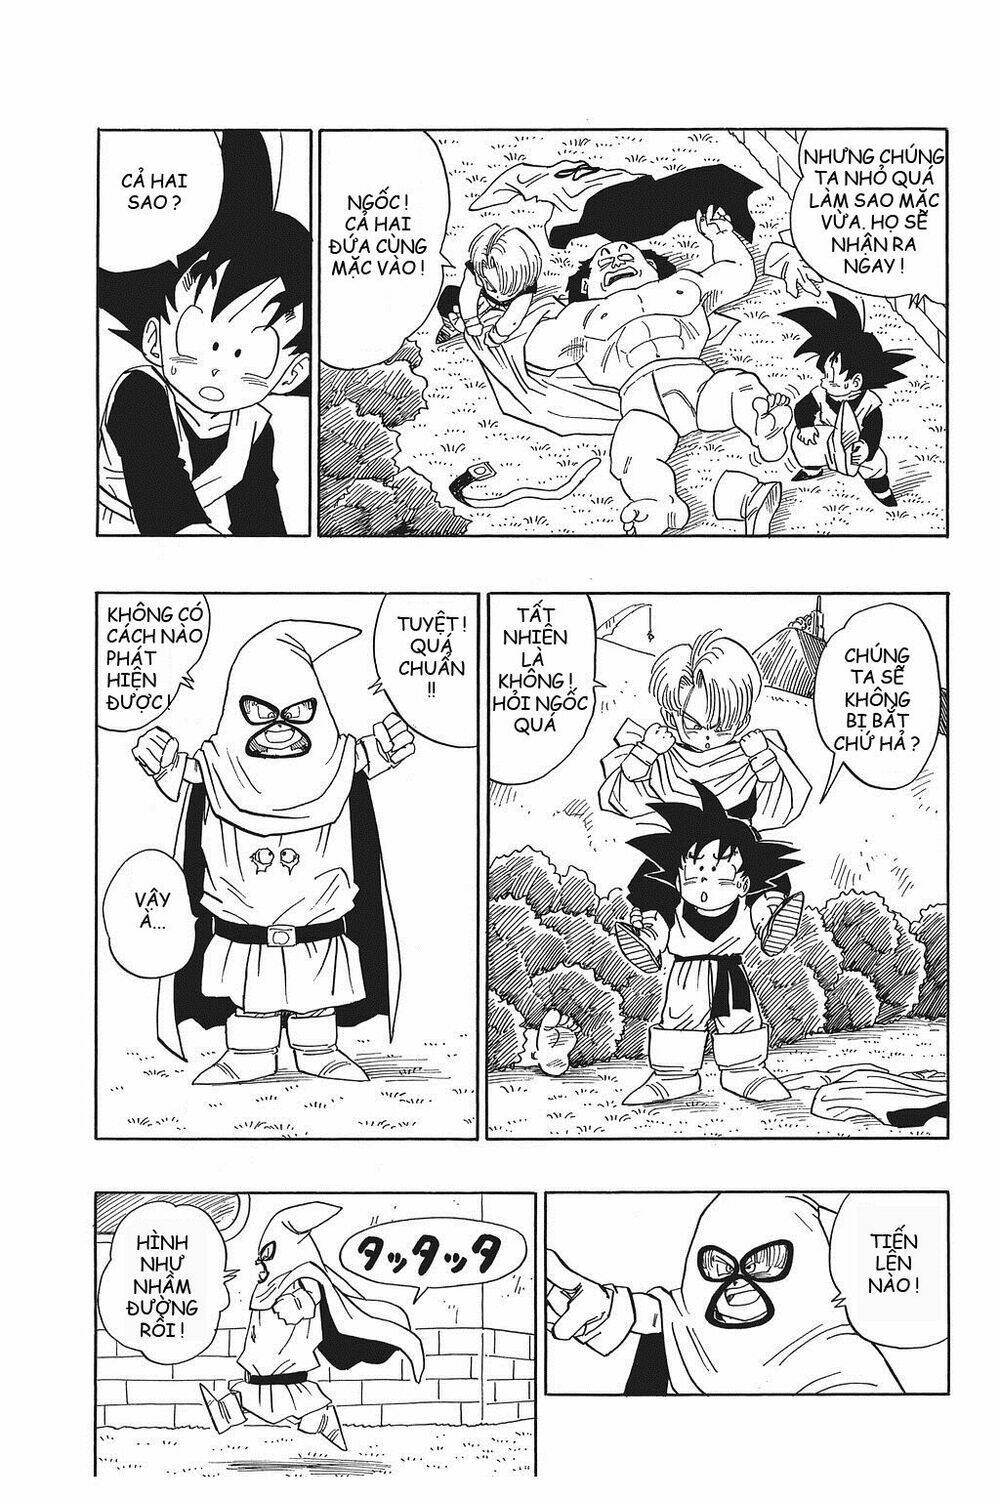 NHƯNG CHÚNG
TA NHỎ QUÁ
LÀM SAO MẶC
VỪA. HỌ SẼ
NHẬN RA
NGAY !
NGỐC !
CẢ HAI
ĐỨA CÙNG
MẶC VÀO !
CẢ HAI
SAO ?
CHÚNG
TA SẼ
KHÔNG
BỊ BẮT
CHỨ HẢ ?
TẤT
NHIÊN
LÀ
KHÔNG !
HỎI NGỐC
QUÁ
TUYỆT !
QUÁ
CHUẨN
!!
KHÔNG CÓ
CÁCH NÀO
PHÁT
HIỆN
ĐƯỢC !
VẬY
À...
TIẾN
LÊN
NÀO !
タッタッタ
HÌNH
NHƯ
NHẦM
ĐƯỜNG
RỒI !